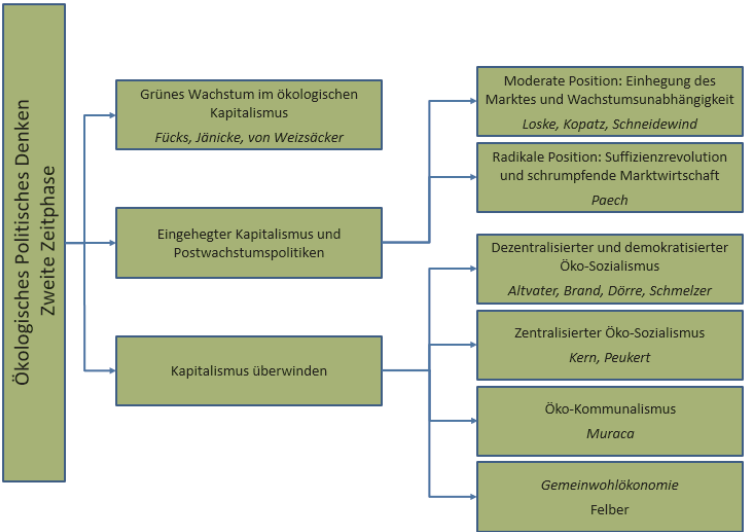 Ökologisches Politisches Denken
Zweite Zeitphase
Grünes Wachstum im ökologischen
Kapitalismus
Fücks, Jänicke, von Weizsäcker
Eingehegter Kapitalismus und
Postwachstumspolitiken
Kapitalismus überwinden
Moderate Position: Einhegung des
Marktes und Wachstumsunabhängigkeit
Loske, Kopatz, Schneidewind
Radikale Position: Suffizienzrevolution
und schrumpfende Marktwirtschaft
Paech
Dezentralisierter und demokratisierter
Öko-Sozialismus
Altvater, Brand, Dörre, Schmelzer
Zentralisierter Öko-Sozialismus
Kern, Peukert
Öko-Kommunalismus
Muraca
Gemeinwohlökonomie
Felber